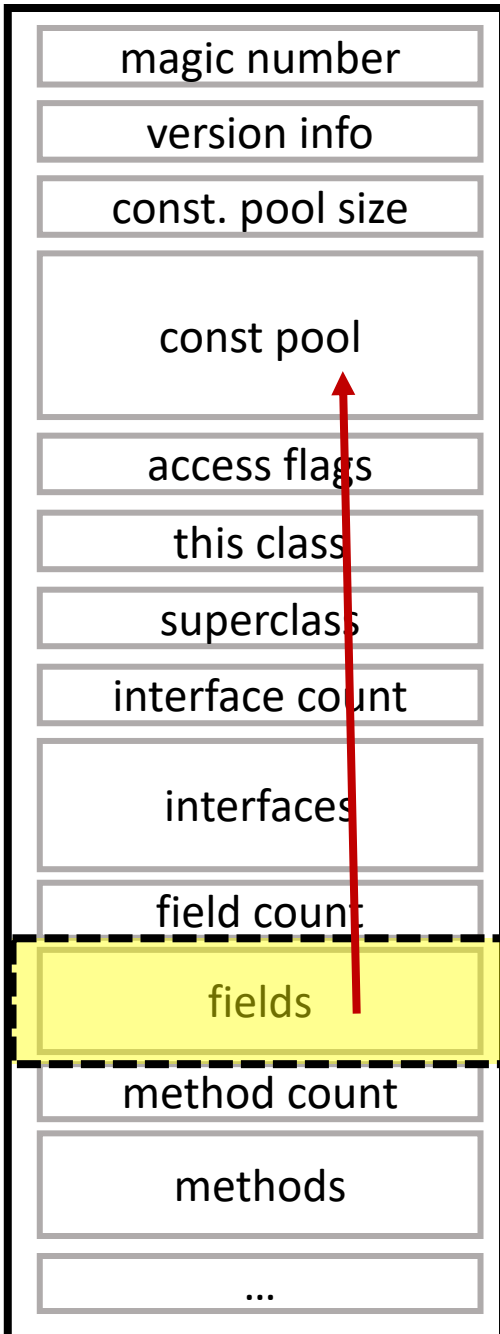 magic number
version info
const. pool size
const pool
access flags
this class
superclass
interface count
interfaces
field count
fields
method count
methods
...